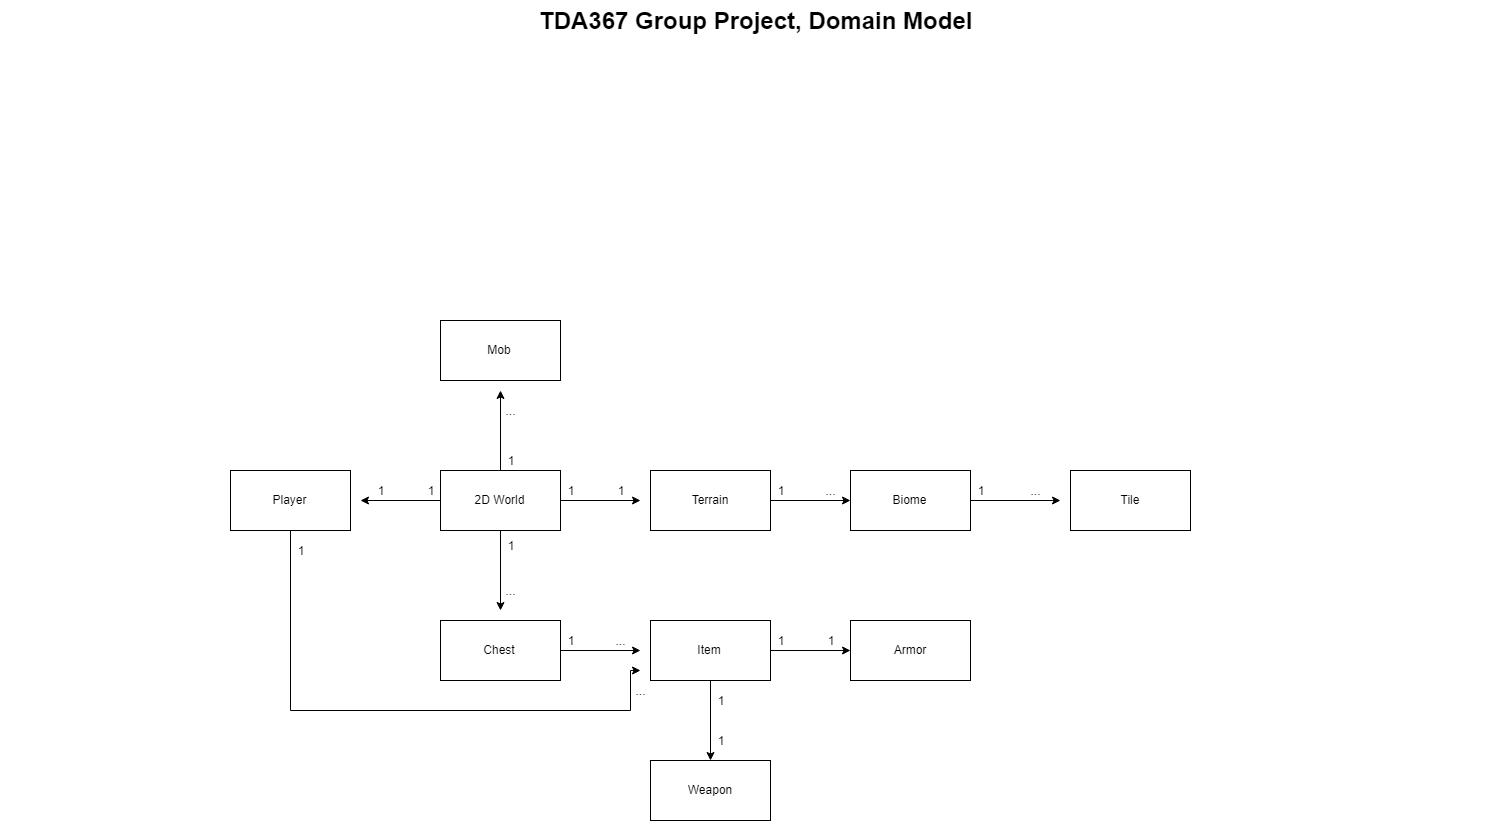 TDA367 Group Project, Domain Model
Mob
...
1
Player
1
1
2D World
1
1
Terrain
1
...
Biome
1
...
Tile
1
1
...
Chest
1
...
Item
1
1
Armor
...
1
1
Weapon